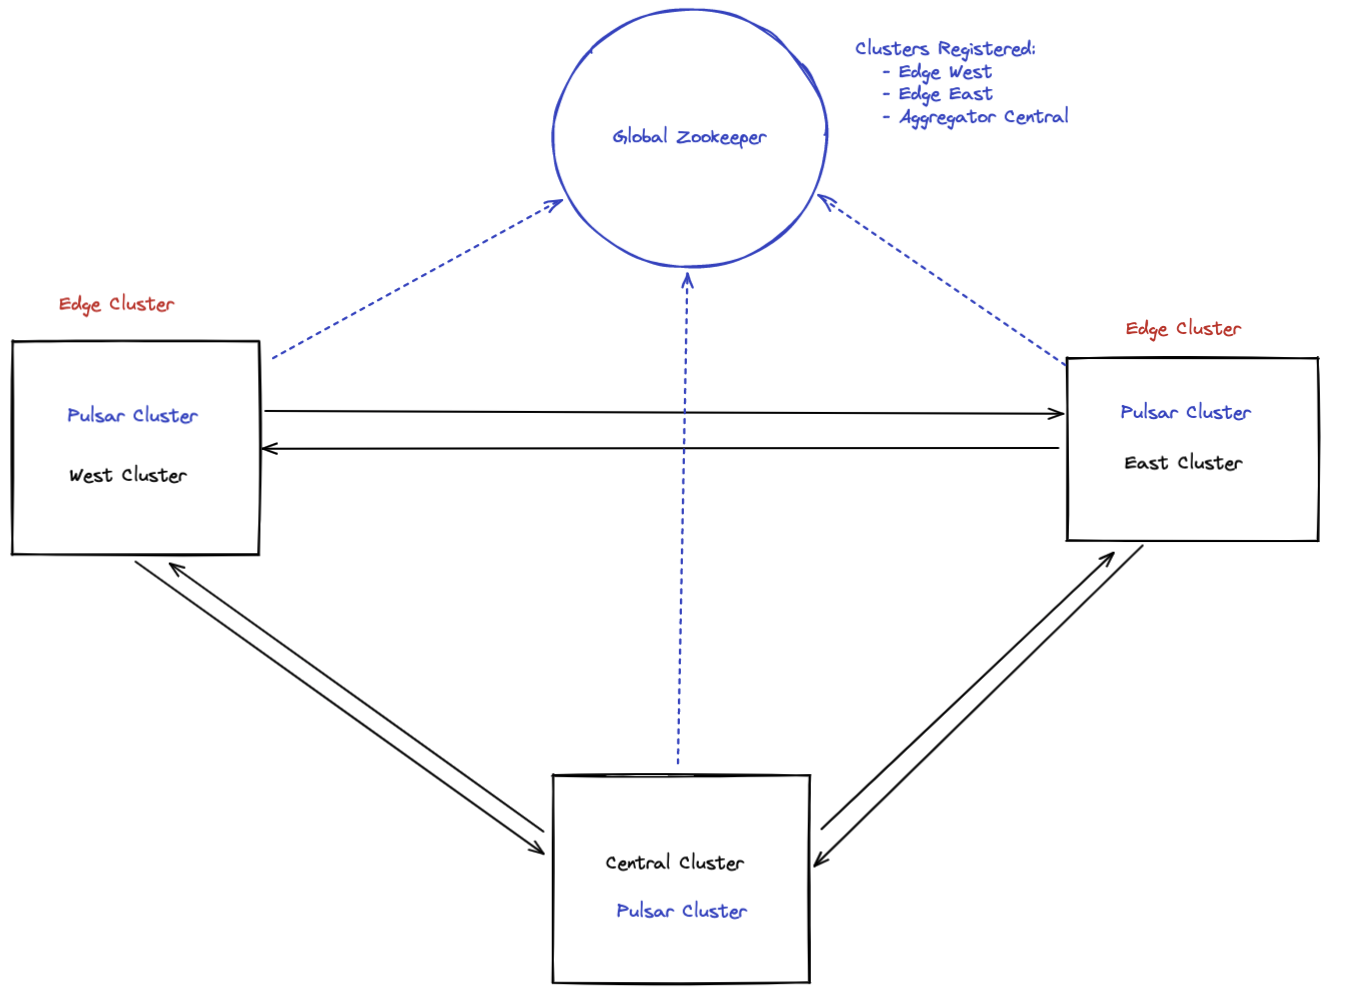 Clusters Registered:
- Edge West
- Edge East
- Aggregator Central
Global Zookeeper
Edge Cluster
Edge Cluster
Pulsar Cluster
West Cluster
Pulsar Cluster
East Cluster
Central Cluster
Pulsar Cluster